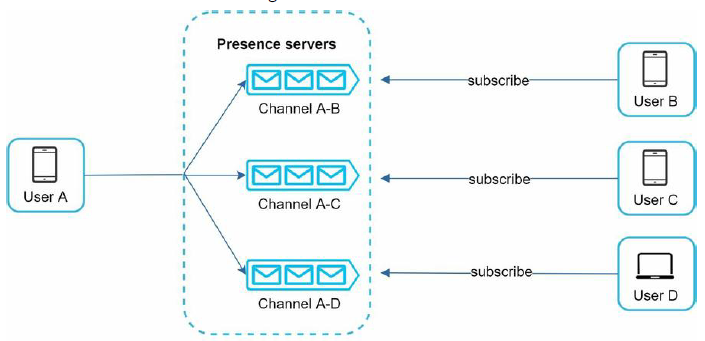 Presence servers
Channel A-B
subscribe
User B
User A
Channel A-C
subscribe
User C
Channel A-D
subscribe
User D